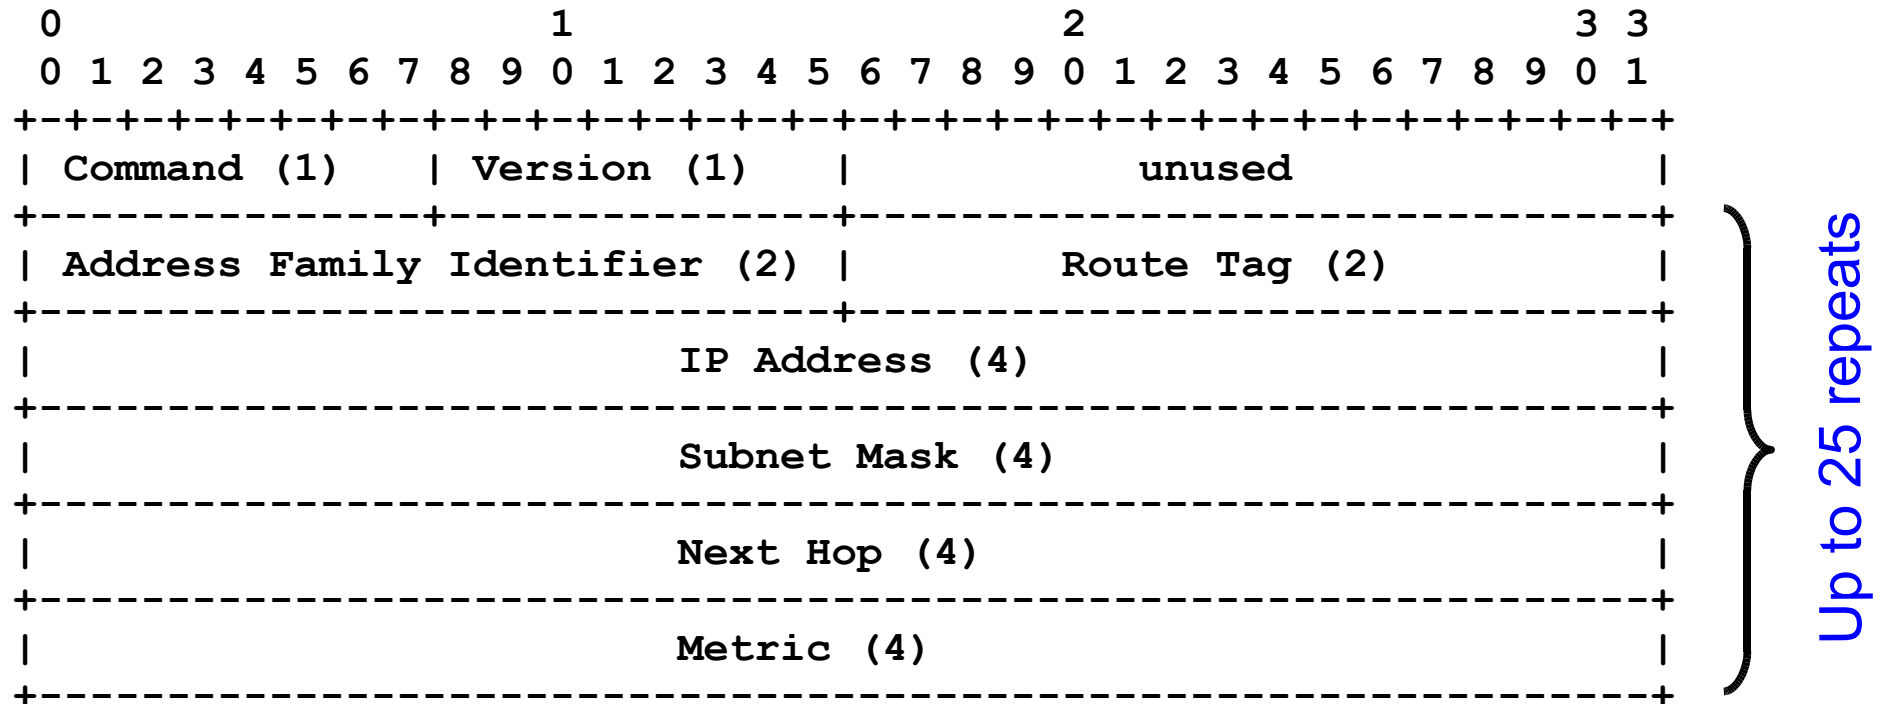 0 1 2 3 3
0 1 2 3 4 5 6 7 8 9 0 1 2 3 4 5 6 7 8 9 0 1 2 3 4 5 6 7 8 9 0 1
+-+-+-+-+-+-+-+-+-+-+-+-+-+-+-+-+-+-+-+-+-+-+-+-+-+-+-+-+-+-+-+-+
| Command (1) | Version (1) | unused |
+---------------+---------------+-------------------------------+
| Address Family Identifier (2) | Route Tag (2) |
+-------------------------------+-------------------------------+
| IP Address (4) |
+---------------------------------------------------------------+
| Subnet Mask (4) |
+---------------------------------------------------------------+
| Next Hop (4) |
+---------------------------------------------------------------+
| Metric (4) |
+---------------------------------------------------------------+
Up to 25 repeats